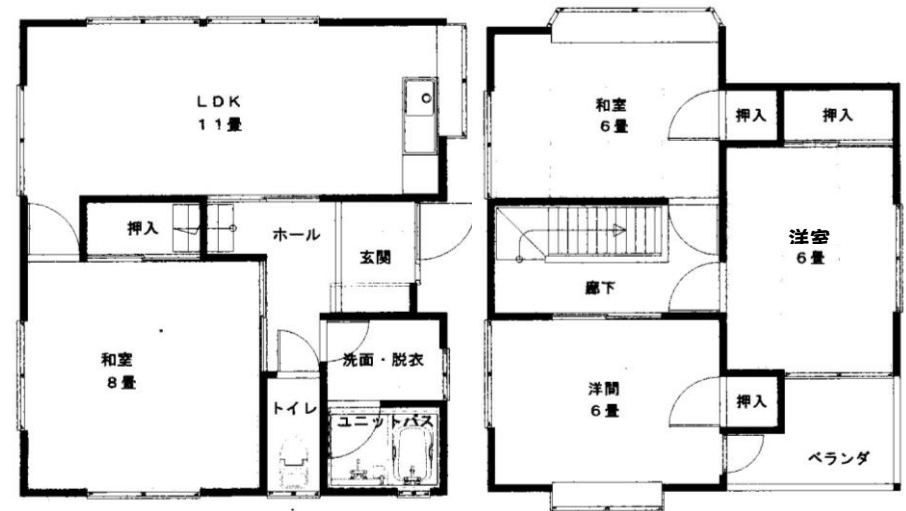 LDK
11畳
押入
ホール
玄関
和室
8畳
洗面・脱衣
トイレ
ユニットバス
和室
6畳
押入
押入
洋室
6畳
廊下
洋間
6畳
押入
ベランダ